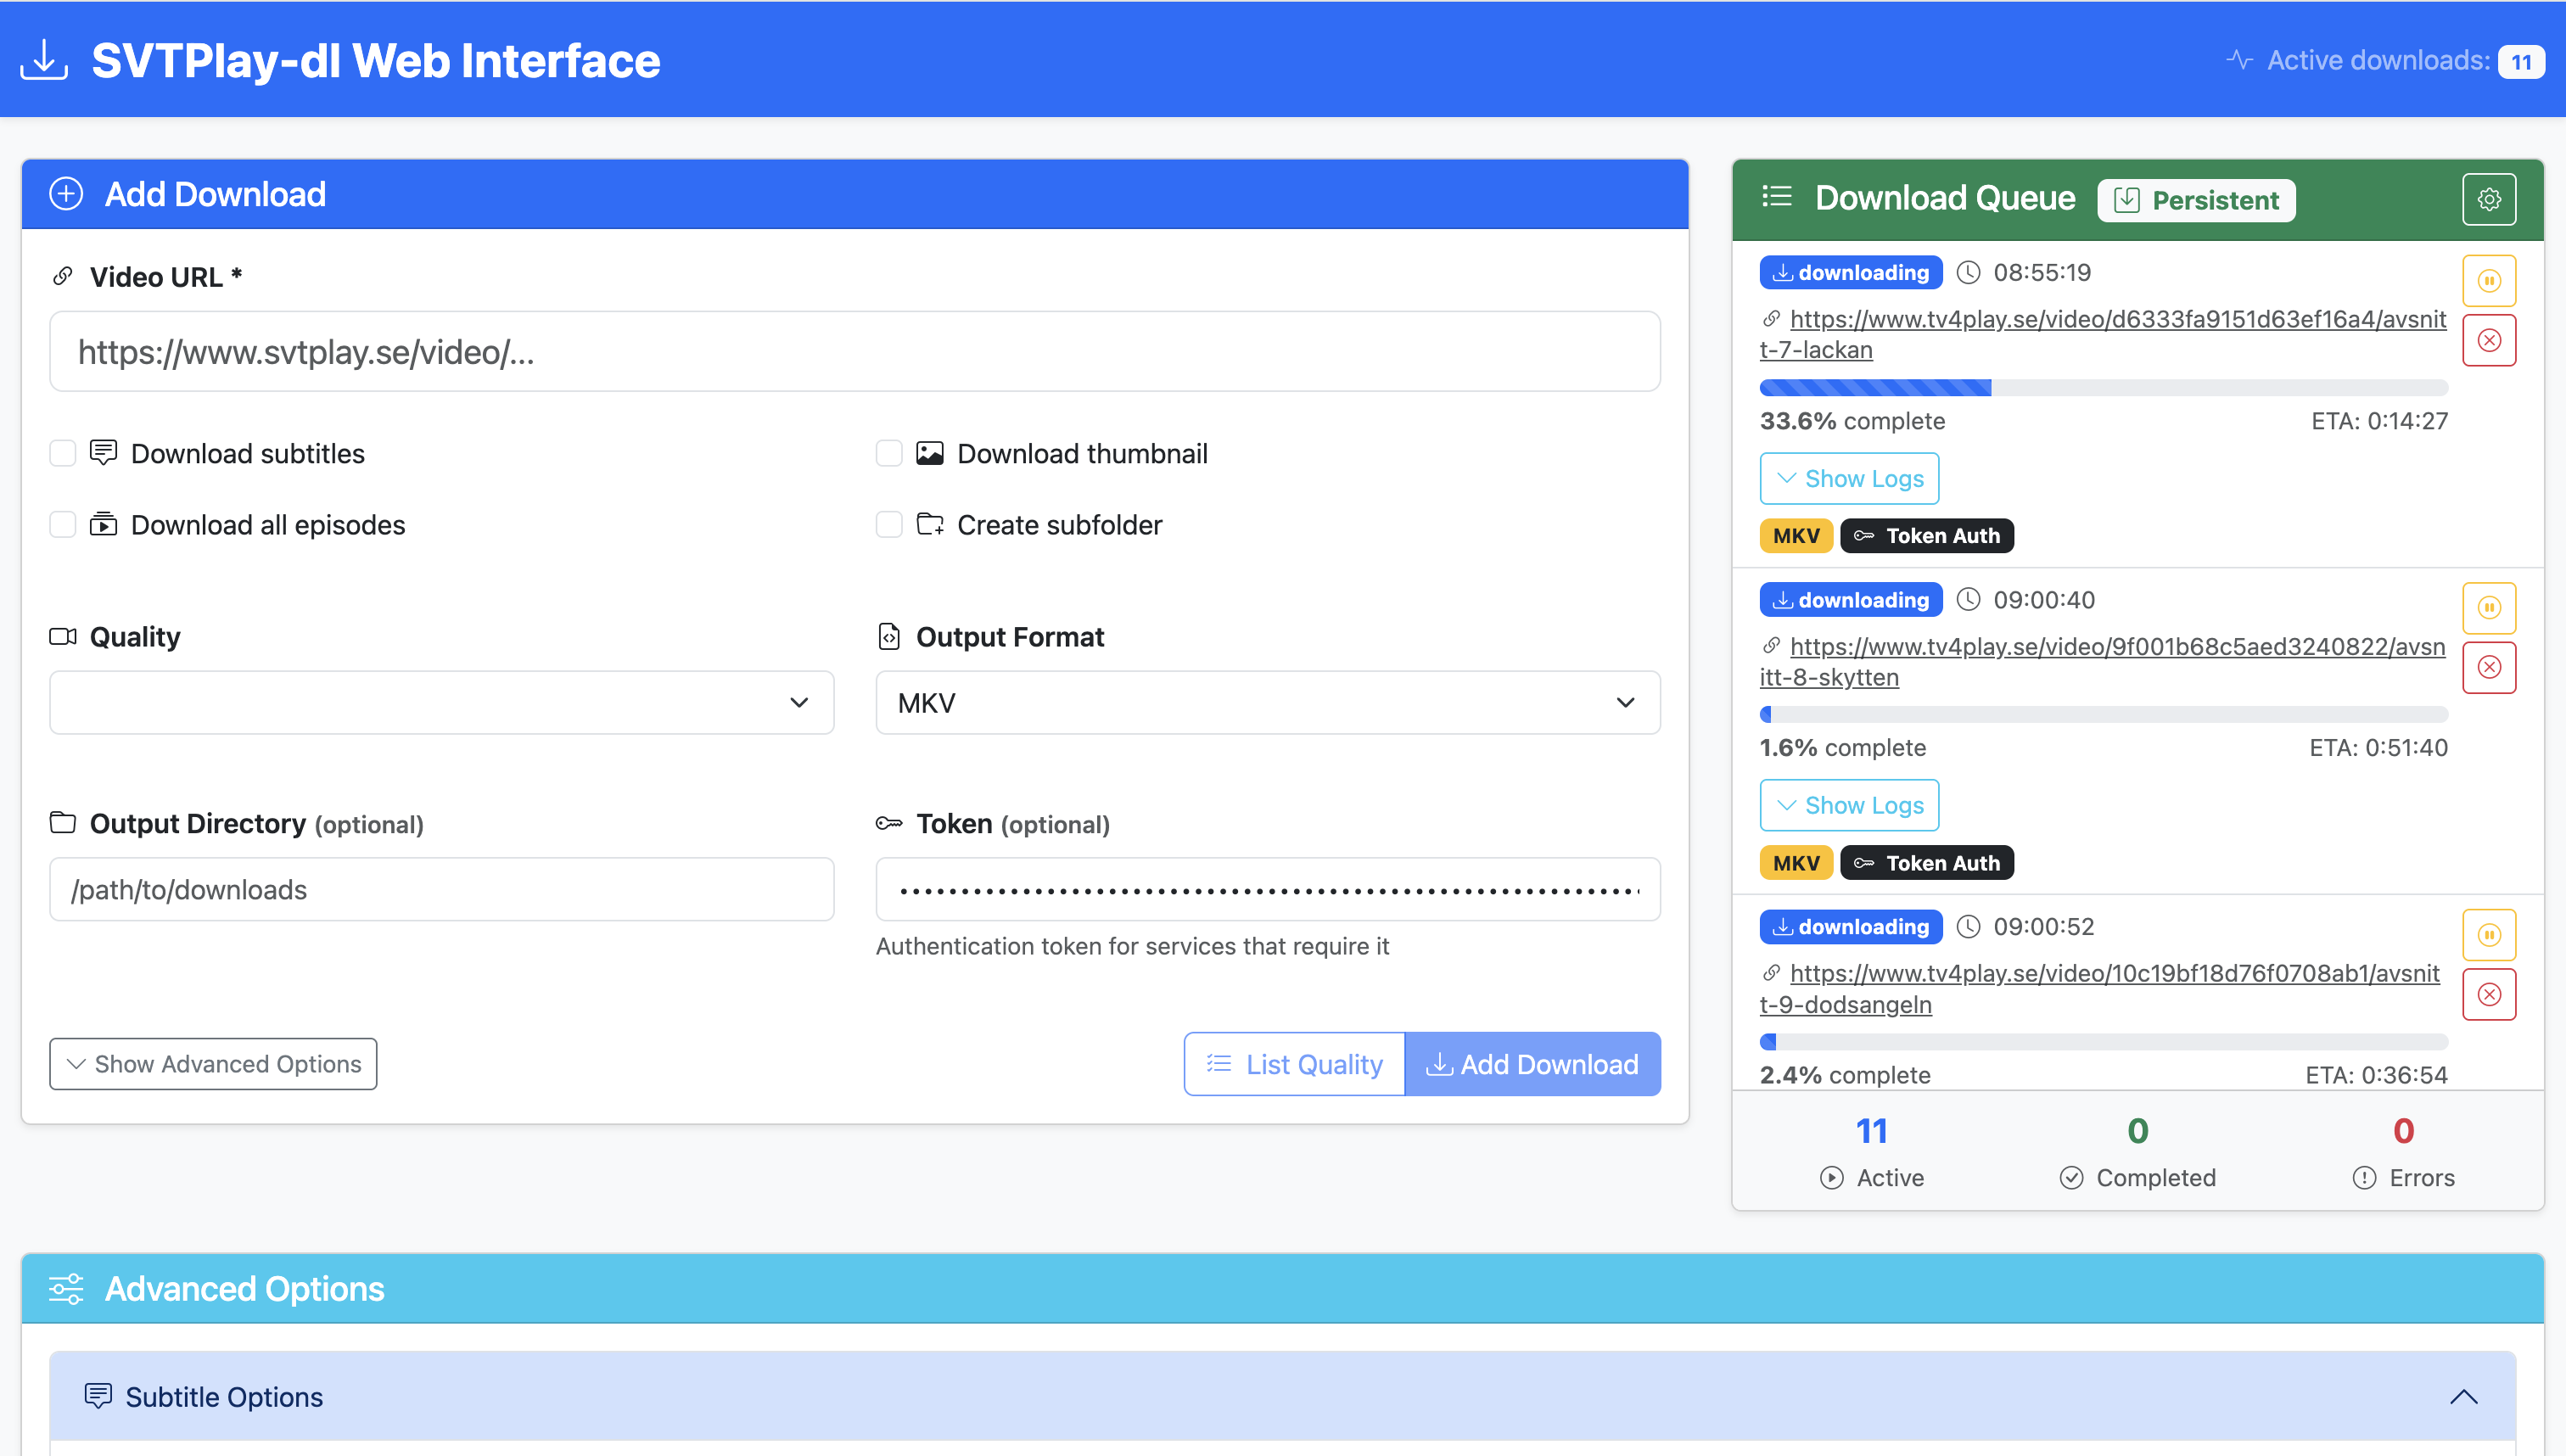 SVTPlay-dl Web Interface
Active downloads: 11
Add Download
Video URL *
https://www.svtplay.se/video/...
Download subtitles
Download thumbnail
Download all episodes
Create subfolder
Quality
Output Format
MKV
Output Directory (optional)
Token (optional)
/path/to/downloads
Authentication token for services that require it
Show Advanced Options
List Quality
Add Download
Download Queue
Persistent
downloading 08:55:19
https://www.tv4play.se/video/d6333fa9151d63ef16a4/avsnit
t-7-lackan
33.6% complete
ETA: 0:14:27
Show Logs
MKV
Token Auth
downloading 09:00:40
https://www.tv4play.se/video/9f001b68c5aed3240822/avsn
itt-8-skytten
1.6% complete
ETA: 0:51:40
Show Logs
MKV
Token Auth
downloading 09:00:52
https://www.tv4play.se/video/10c19bf18d76f0708ab1/avsnit
t-9-dodsangeln
2.4% complete
ETA: 0:36:54
11
Active
0
Completed
0
Errors
Advanced Options
Subtitle Options